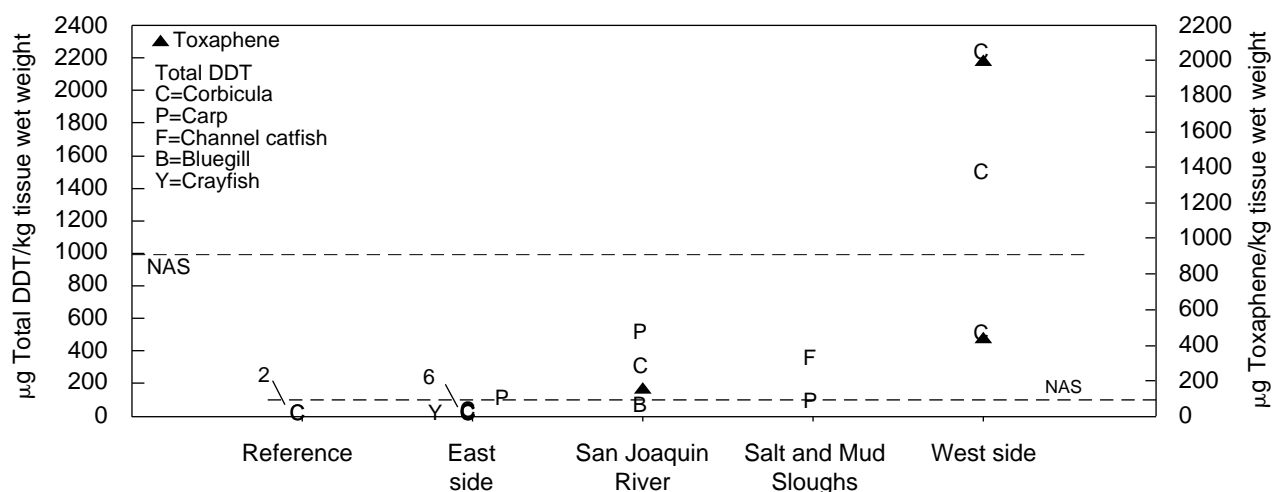 µg Total DDT/kg tissue wet weight
2400
2200
2000
1800
1600
1400
1200
1000
800
600
400
200
0
Toxaphene
Total DDT
C=Corbicula
P=Carp
F=Channel catfish
B=Bluegill
Y=Crayfish
NAS
2
C
6
Y
C
P
P
C
B
F
P
C
C
C
NAS
2200
2000
1800
1600
1400
1200
1000
800
600
400
200
0
µg Toxaphene/kg tissue wet weight
Reference
East
side
San Joaquin
River
Salt and Mud
Sloughs
West side